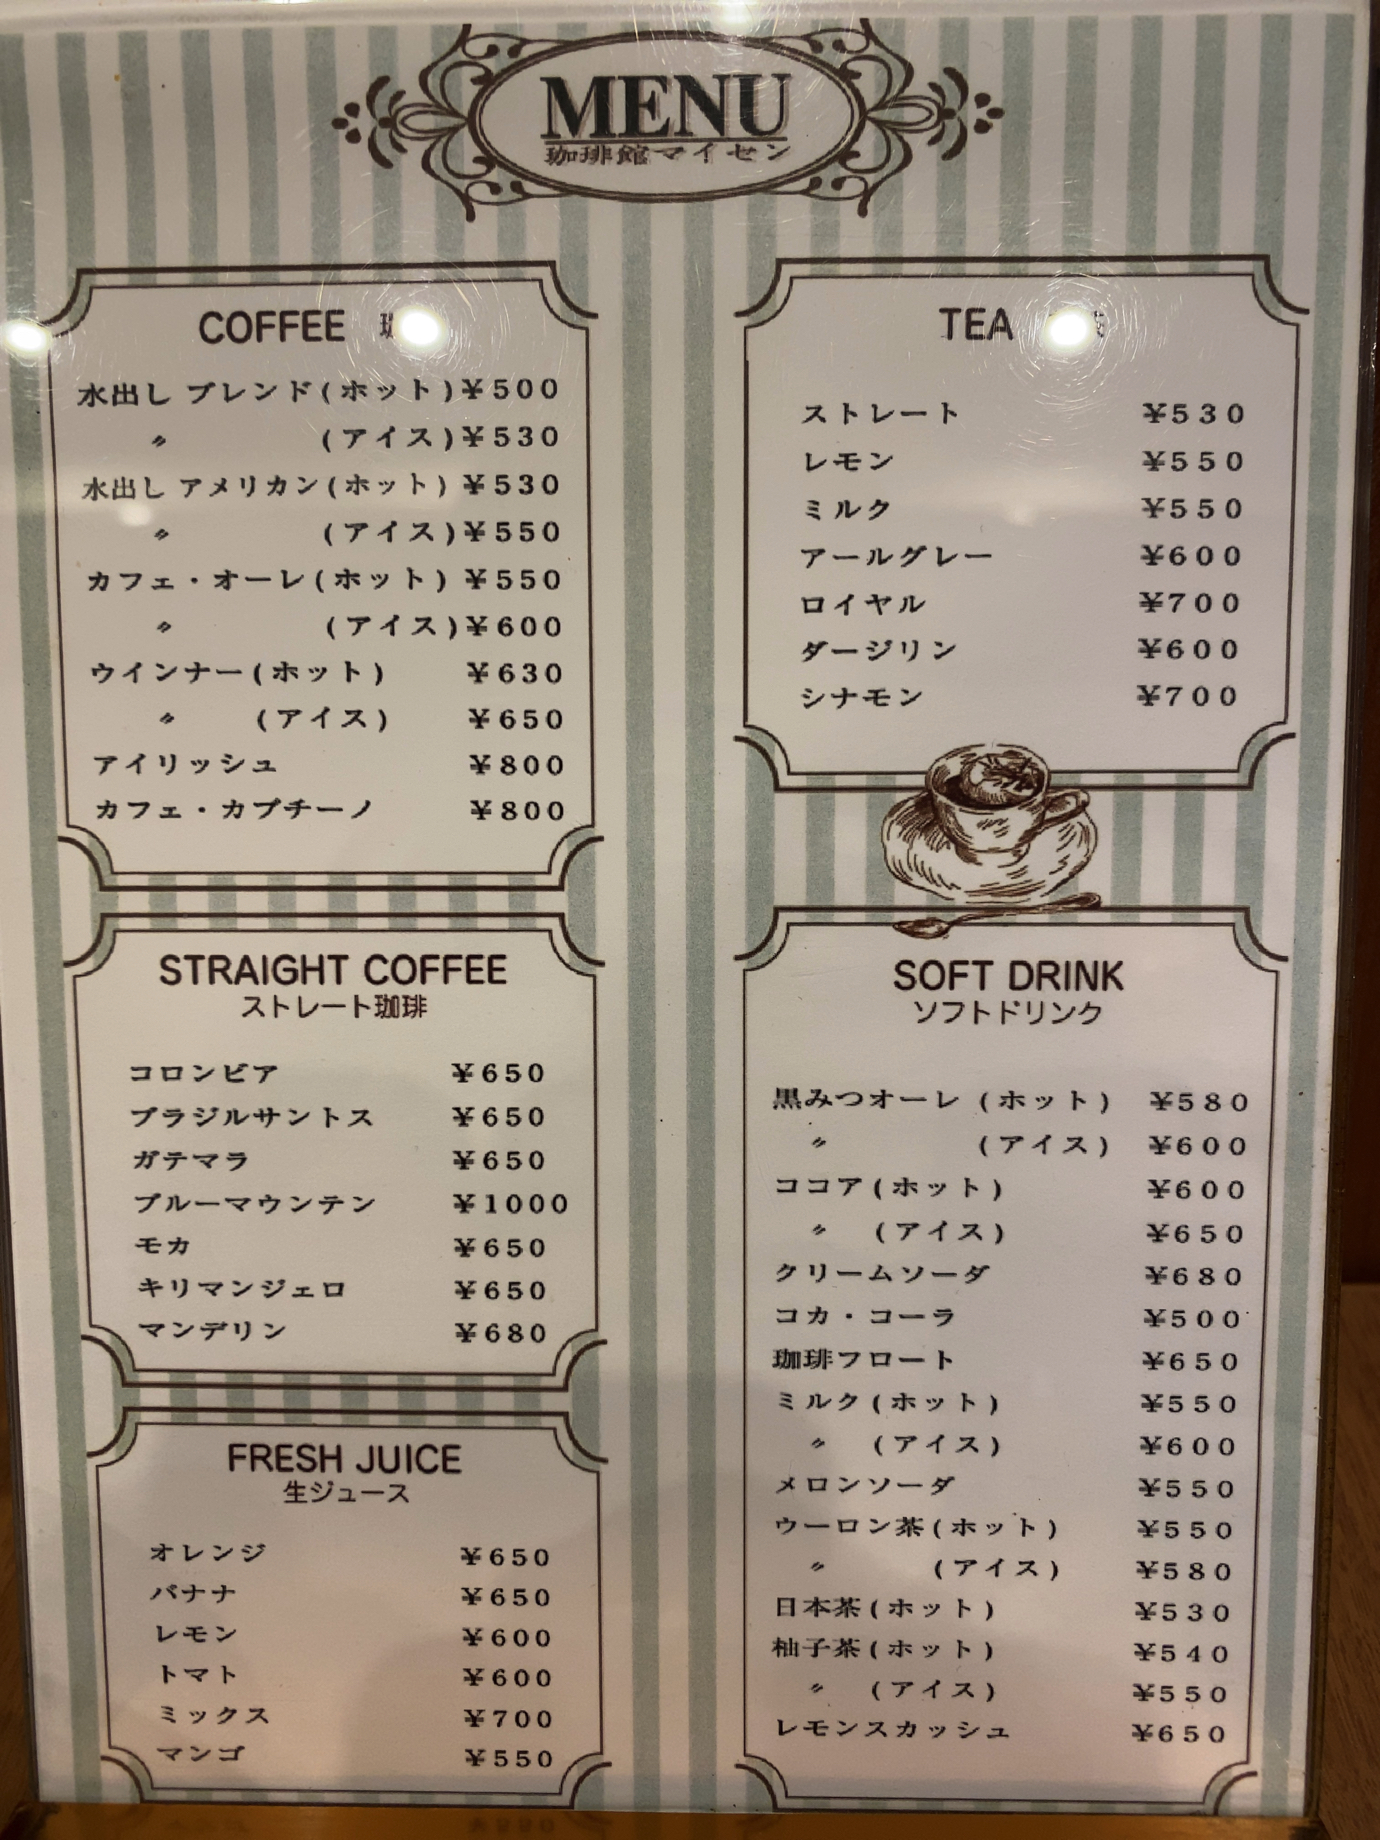 MENU
珈琲館マイセン
COFFEE
水出し ブレンド(ホット)¥500
〃 (アイス)¥530
水出し アメリカン(ホット) ¥530
〃 (アイス)¥550
カフェ・オーレ(ホット) ¥550
〃 (アイス)¥600
ウインナー(ホット) ¥630
〃 (アイス) ¥650
アイリッシュ ¥800
カフェ・カプチーノ ¥800
STRAIGHT COFFEE
ストレート珈琲
コロンビア ¥650
ブラジルサントス ¥650
ガテマラ ¥650
ブルーマウンテン ¥1000
モカ ¥650
キリマンジェロ ¥650
マンデリン ¥680
FRESH JUICE
生ジュース
オレンジ ¥650
バナナ ¥650
レモン ¥600
トマト ¥600
ミックス ¥700
マンゴ ¥550
TEA
ストレート ¥530
レモン ¥550
ミルク ¥550
アールグレー ¥600
ロイヤル ¥700
ダージリン ¥600
シナモン ¥700
SOFT DRINK
ソフトドリンク
黒みつオーレ (ホット) ¥580
〃 (アイス) ¥600
ココア(ホット) ¥600
〃 (アイス) ¥650
クリームソーダ ¥680
コカ・コーラ ¥500
珈琲フロート ¥650
ミルク(ホット) ¥550
〃 (アイス) ¥600
メロンソーダ ¥550
ウーロン茶(ホット) ¥550
〃 (アイス) ¥580
日本茶(ホット) ¥530
柚子茶(ホット) ¥540
〃 (アイス) ¥550
レモンスカッシュ ¥650